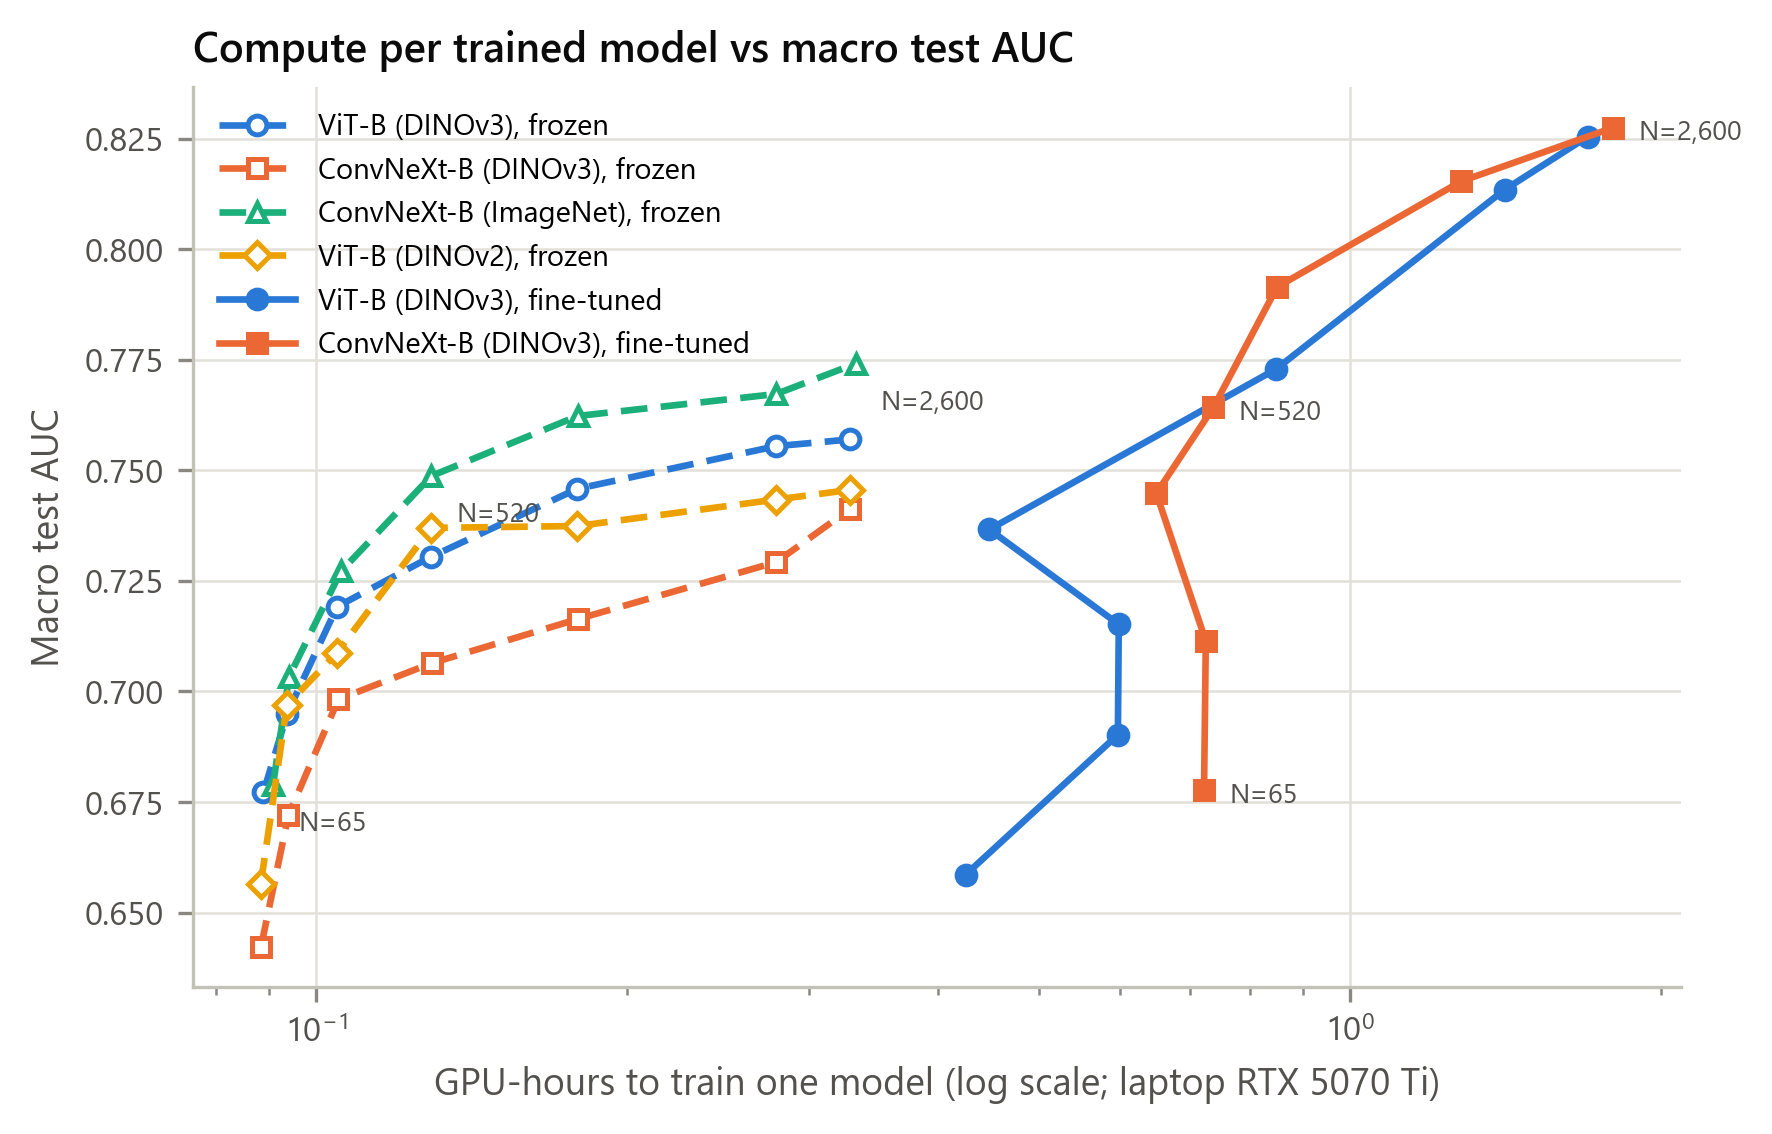 Compute per trained model vs macro test AUC
ViT-B (DINOv3), frozen
ConvNeXt-B (DINOv3), frozen
ConvNeXt-B (ImageNet), frozen
ViT-B (DINOv2), frozen
ViT-B (DINOv3), fine-tuned
ConvNeXt-B (DINOv3), fine-tuned
Macro test AUC
0.825
0.800
0.775
0.750
0.725
0.700
0.675
0.650
N=2,600
N=2,600
N=520
N=520
N=65
N=65
10⁻¹
10⁰
GPU-hours to train one model (log scale; laptop RTX 5070 Ti)